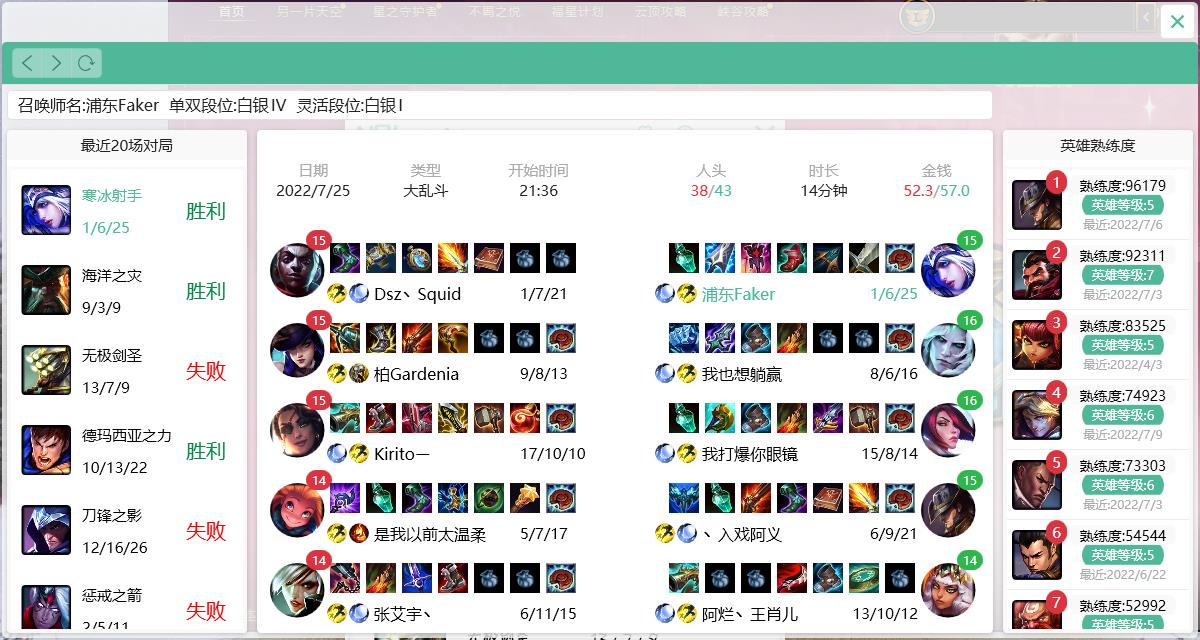 首页 另一片天空 星之守护者 不羁之悦 福星计划 云顶攻略 峡谷攻略
召唤师名:浦东Faker 单双段位:白银IV 灵活段位:白银I
最近20场对局
寒冰射手
1/6/25
胜利
海洋之灾
9/3/9
胜利
无极剑圣
13/7/9
失败
德玛西亚之力
10/13/22
胜利
刀锋之影
12/16/26
失败
惩戒之箭
2/5/11
失败
日期 类型 开始时间 人头 时长 金钱
2022/7/25 大乱斗 21:36 38/43 14分钟 52.3/57.0
15
Dsz丶Squid 1/7/21
15
浦东Faker 1/6/25
15
柏Gardenia 9/8/13
16
我也想躺赢 8/6/16
15
Kirito一 17/10/10
16
我打爆你眼镜 15/8/14
14
是我以前太温柔 5/7/17
15
丶入戏阿义 6/9/21
14
张艾宇丶 6/11/15
14
阿烂丶王肖儿 13/10/12
英雄熟练度
1
熟练度:96179
英雄等级:5
最近:2022/7/6
2
熟练度:92311
英雄等级:7
最近:2022/7/3
3
熟练度:83525
英雄等级:5
最近:2022/4/3
4
熟练度:74923
英雄等级:6
最近:2022/7/9
5
熟练度:73303
英雄等级:6
最近:2022/7/3
6
熟练度:54544
英雄等级:5
最近:2022/6/22
7
熟练度:52992
英雄等级:5